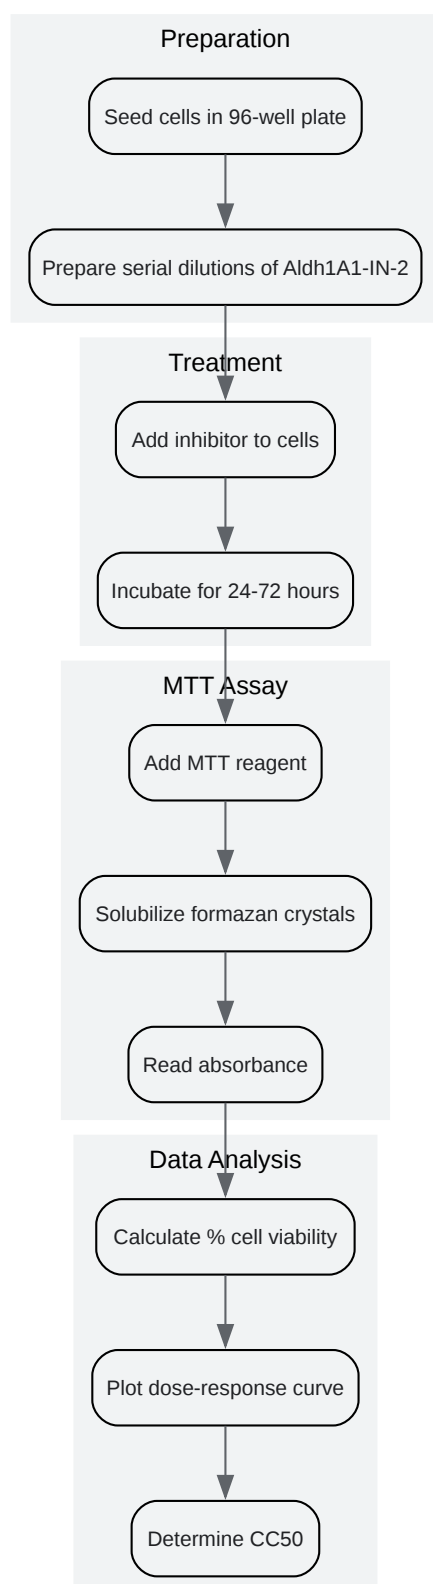 Preparation
Seed cells in 96-well plate
Prepare serial dilutions of Aldh1A1-IN-2
Treatment
Add inhibitor to cells
Incubate for 24-72 hours
MTT Assay
Add MTT reagent
Solubilize formazan crystals
Read absorbance
Data Analysis
Calculate % cell viability
Plot dose-response curve
Determine CC50